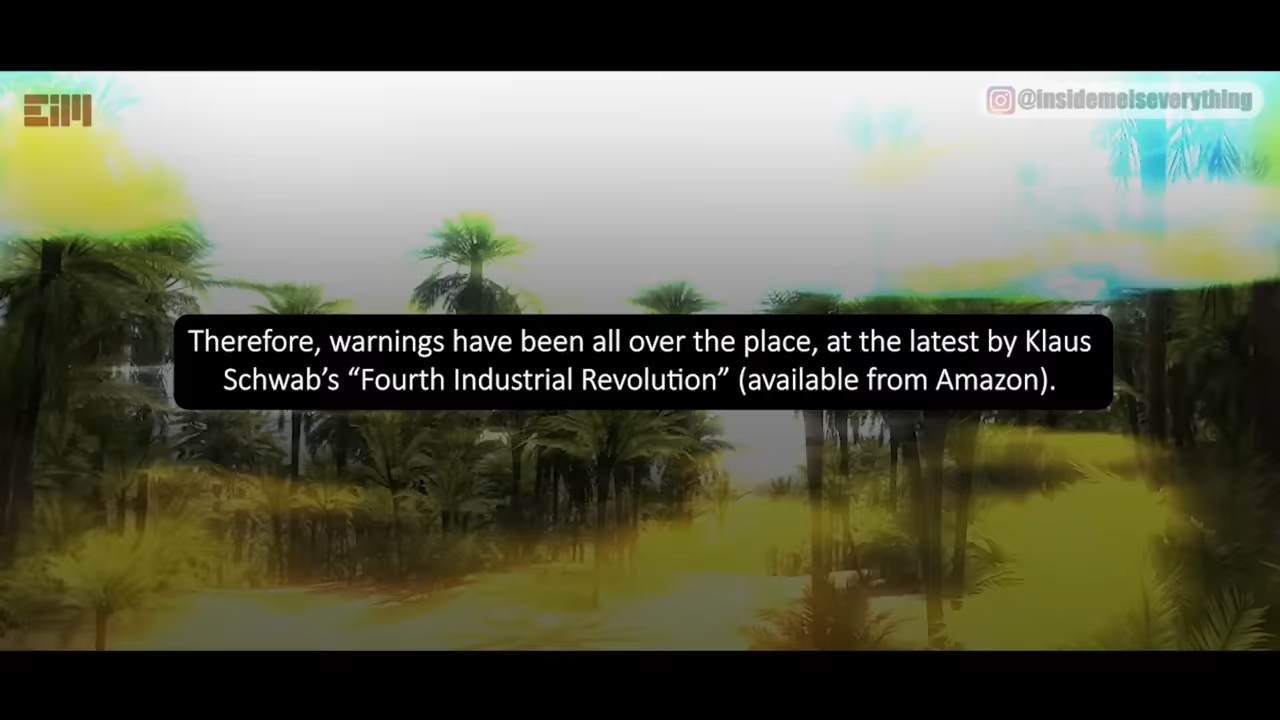 EiM
@insidemeiseverything
Therefore, warnings have been all over the place, at the latest by Klaus
Schwab’s “Fourth Industrial Revolution” (available from Amazon).